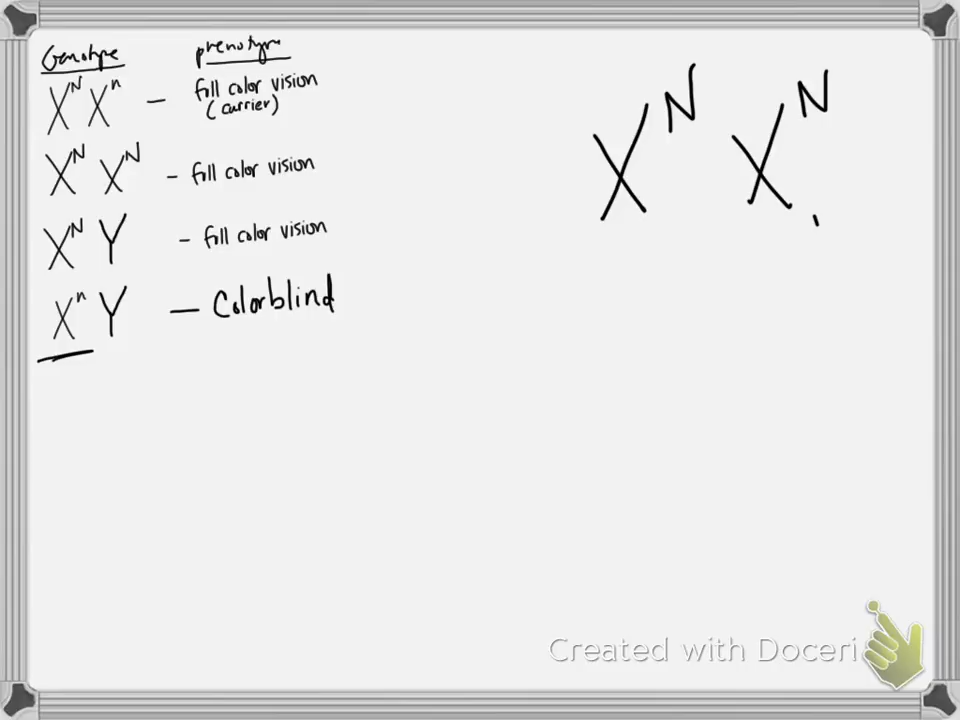 Genotype phenotype
X^N X^n — full color vision
(carrier)
X^N X^N – full color vision
X^N Y – full color vision
X^n Y — Colorblind
X^N X^N
Created with Doceri